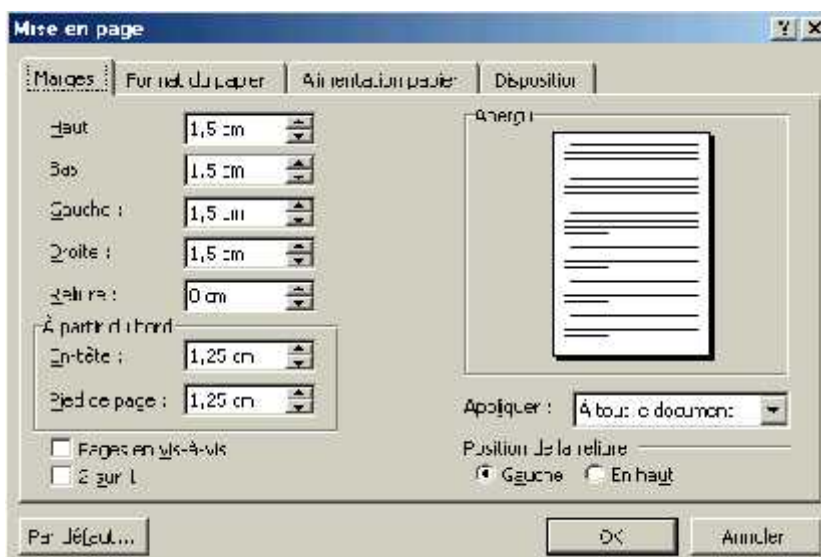 Mise en page
Marges Format du papier Alimentation papier Disposition
Haut 1,5 cm
Bas 1,5 cm
Gauche : 1,5 cm
Droite : 1,5 cm
Reliure : 0 cm
À partir du bord
En-tête : 1,25 cm
Pied de page : 1,25 cm
Pages en vis-à-vis
2 sur 1
Aperçu
Appliquer : À tout le document
Position de la reliure
Gauche En haut
Par défaut... OK Annuler